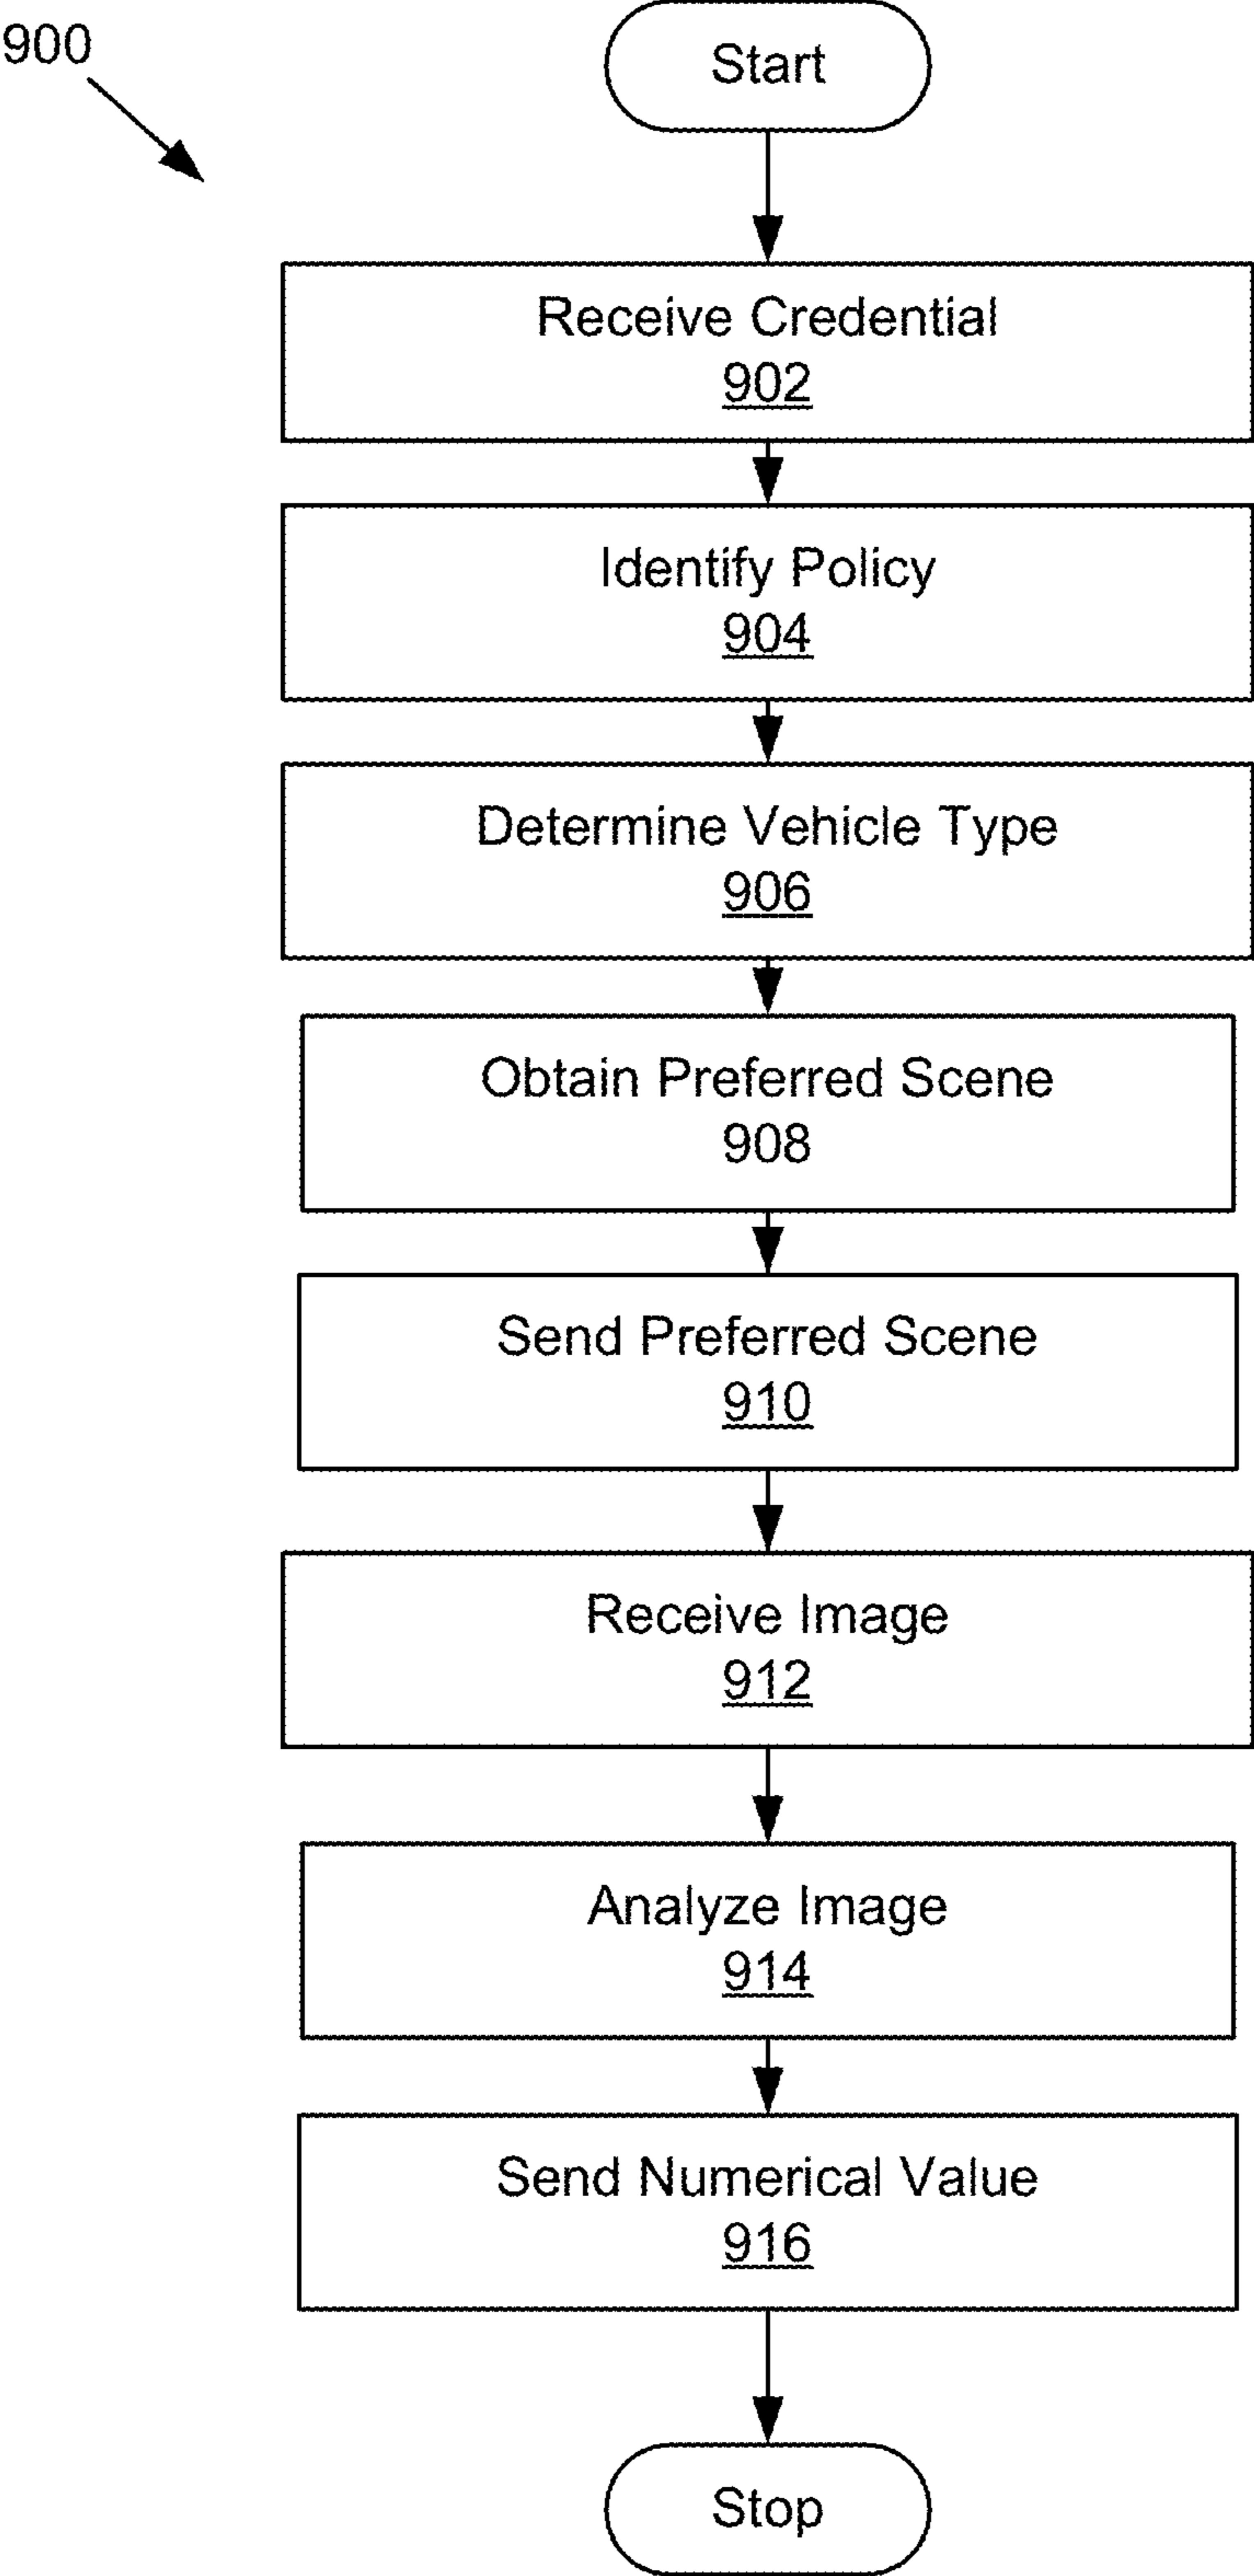 900
Start
Receive Credential
902
Identify Policy
904
Determine Vehicle Type
906
Obtain Preferred Scene
908
Send Preferred Scene
910
Receive Image
912
Analyze Image
914
Send Numerical Value
916
Stop